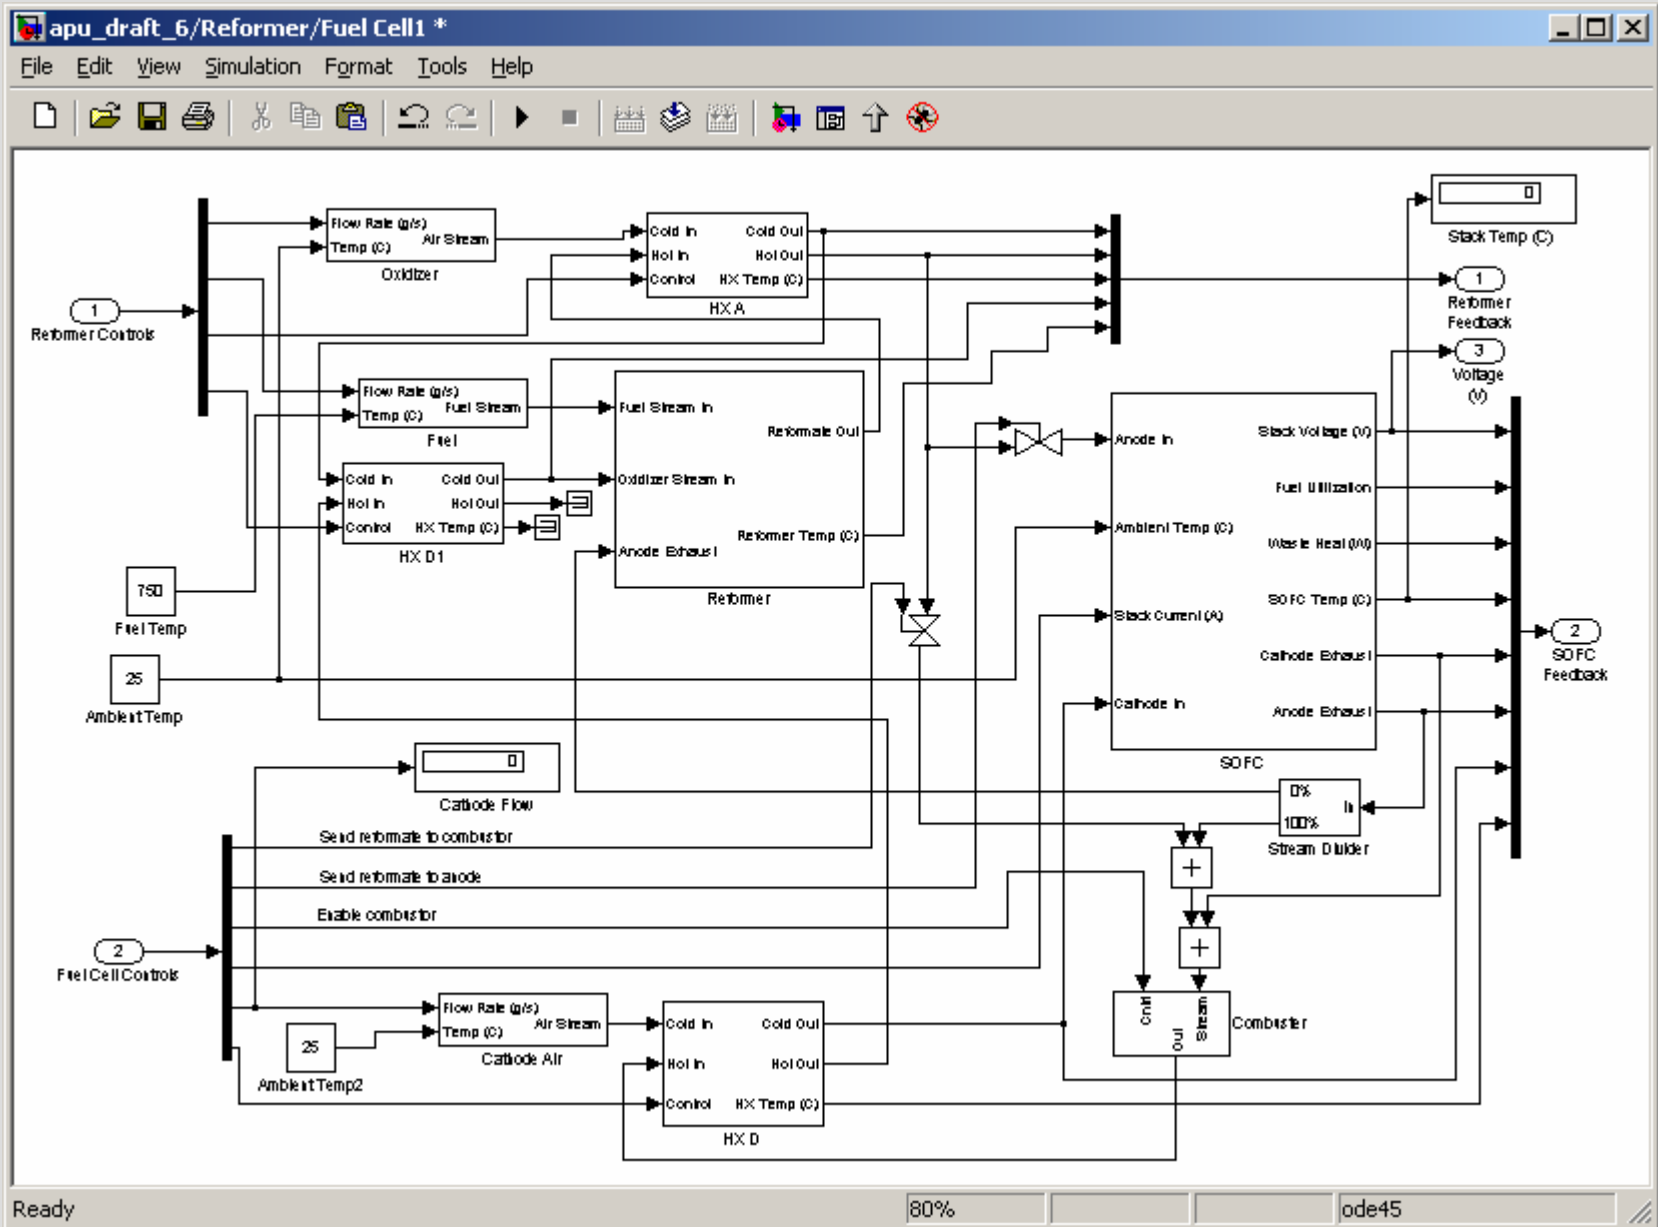 apu_draft_6/Reformer/Fuel Cell1 *
File Edit View Simulation Format Tools Help
0
Stack Temp (C)
Flow Rate (g/s)
Temp (C)
Air Stream
Oxidizer
Cold In
Hot In
Control
Cold Out
Hot Out
HX Temp (C)
HX A
1
Reformer Controls
1
Reformer
Feedback
3
Voltage
(V)
Flow Rate (g/s)
Temp (C)
Fuel Stream
Fuel
Fuel Stream In
Oxidizer Stream In
Anode Exhaust
Reformate Out
Reformer Temp (C)
Reformer
Cold In
Hot In
Control
Cold Out
Hot Out
HX Temp (C)
HX D1
Anode In
Ambient Temp (C)
Stack Current (A)
Cathode In
Stack Voltage (V)
Fuel Utilization
Waste Heat (W)
SOFC Temp (C)
Cathode Exhaust
Anode Exhaust
SOFC
750
Fuel Temp
25
Ambient Temp
2
SOFC
Feedback
0
Cathode Flow
0%
100%
In
Stream Divider
Send reformate to combustor
Send reformate to anode
Enable combustor
+
+
2
Fuel Cell Controls
Flow Rate (g/s)
Temp (C)
Air Stream
Cathode Air
25
Ambient Temp2
Cold In
Hot In
Control
Cold Out
Hot Out
HX Temp (C)
HX D
Cntrl
Out
Stream
Combuster
Ready
80%
ode45